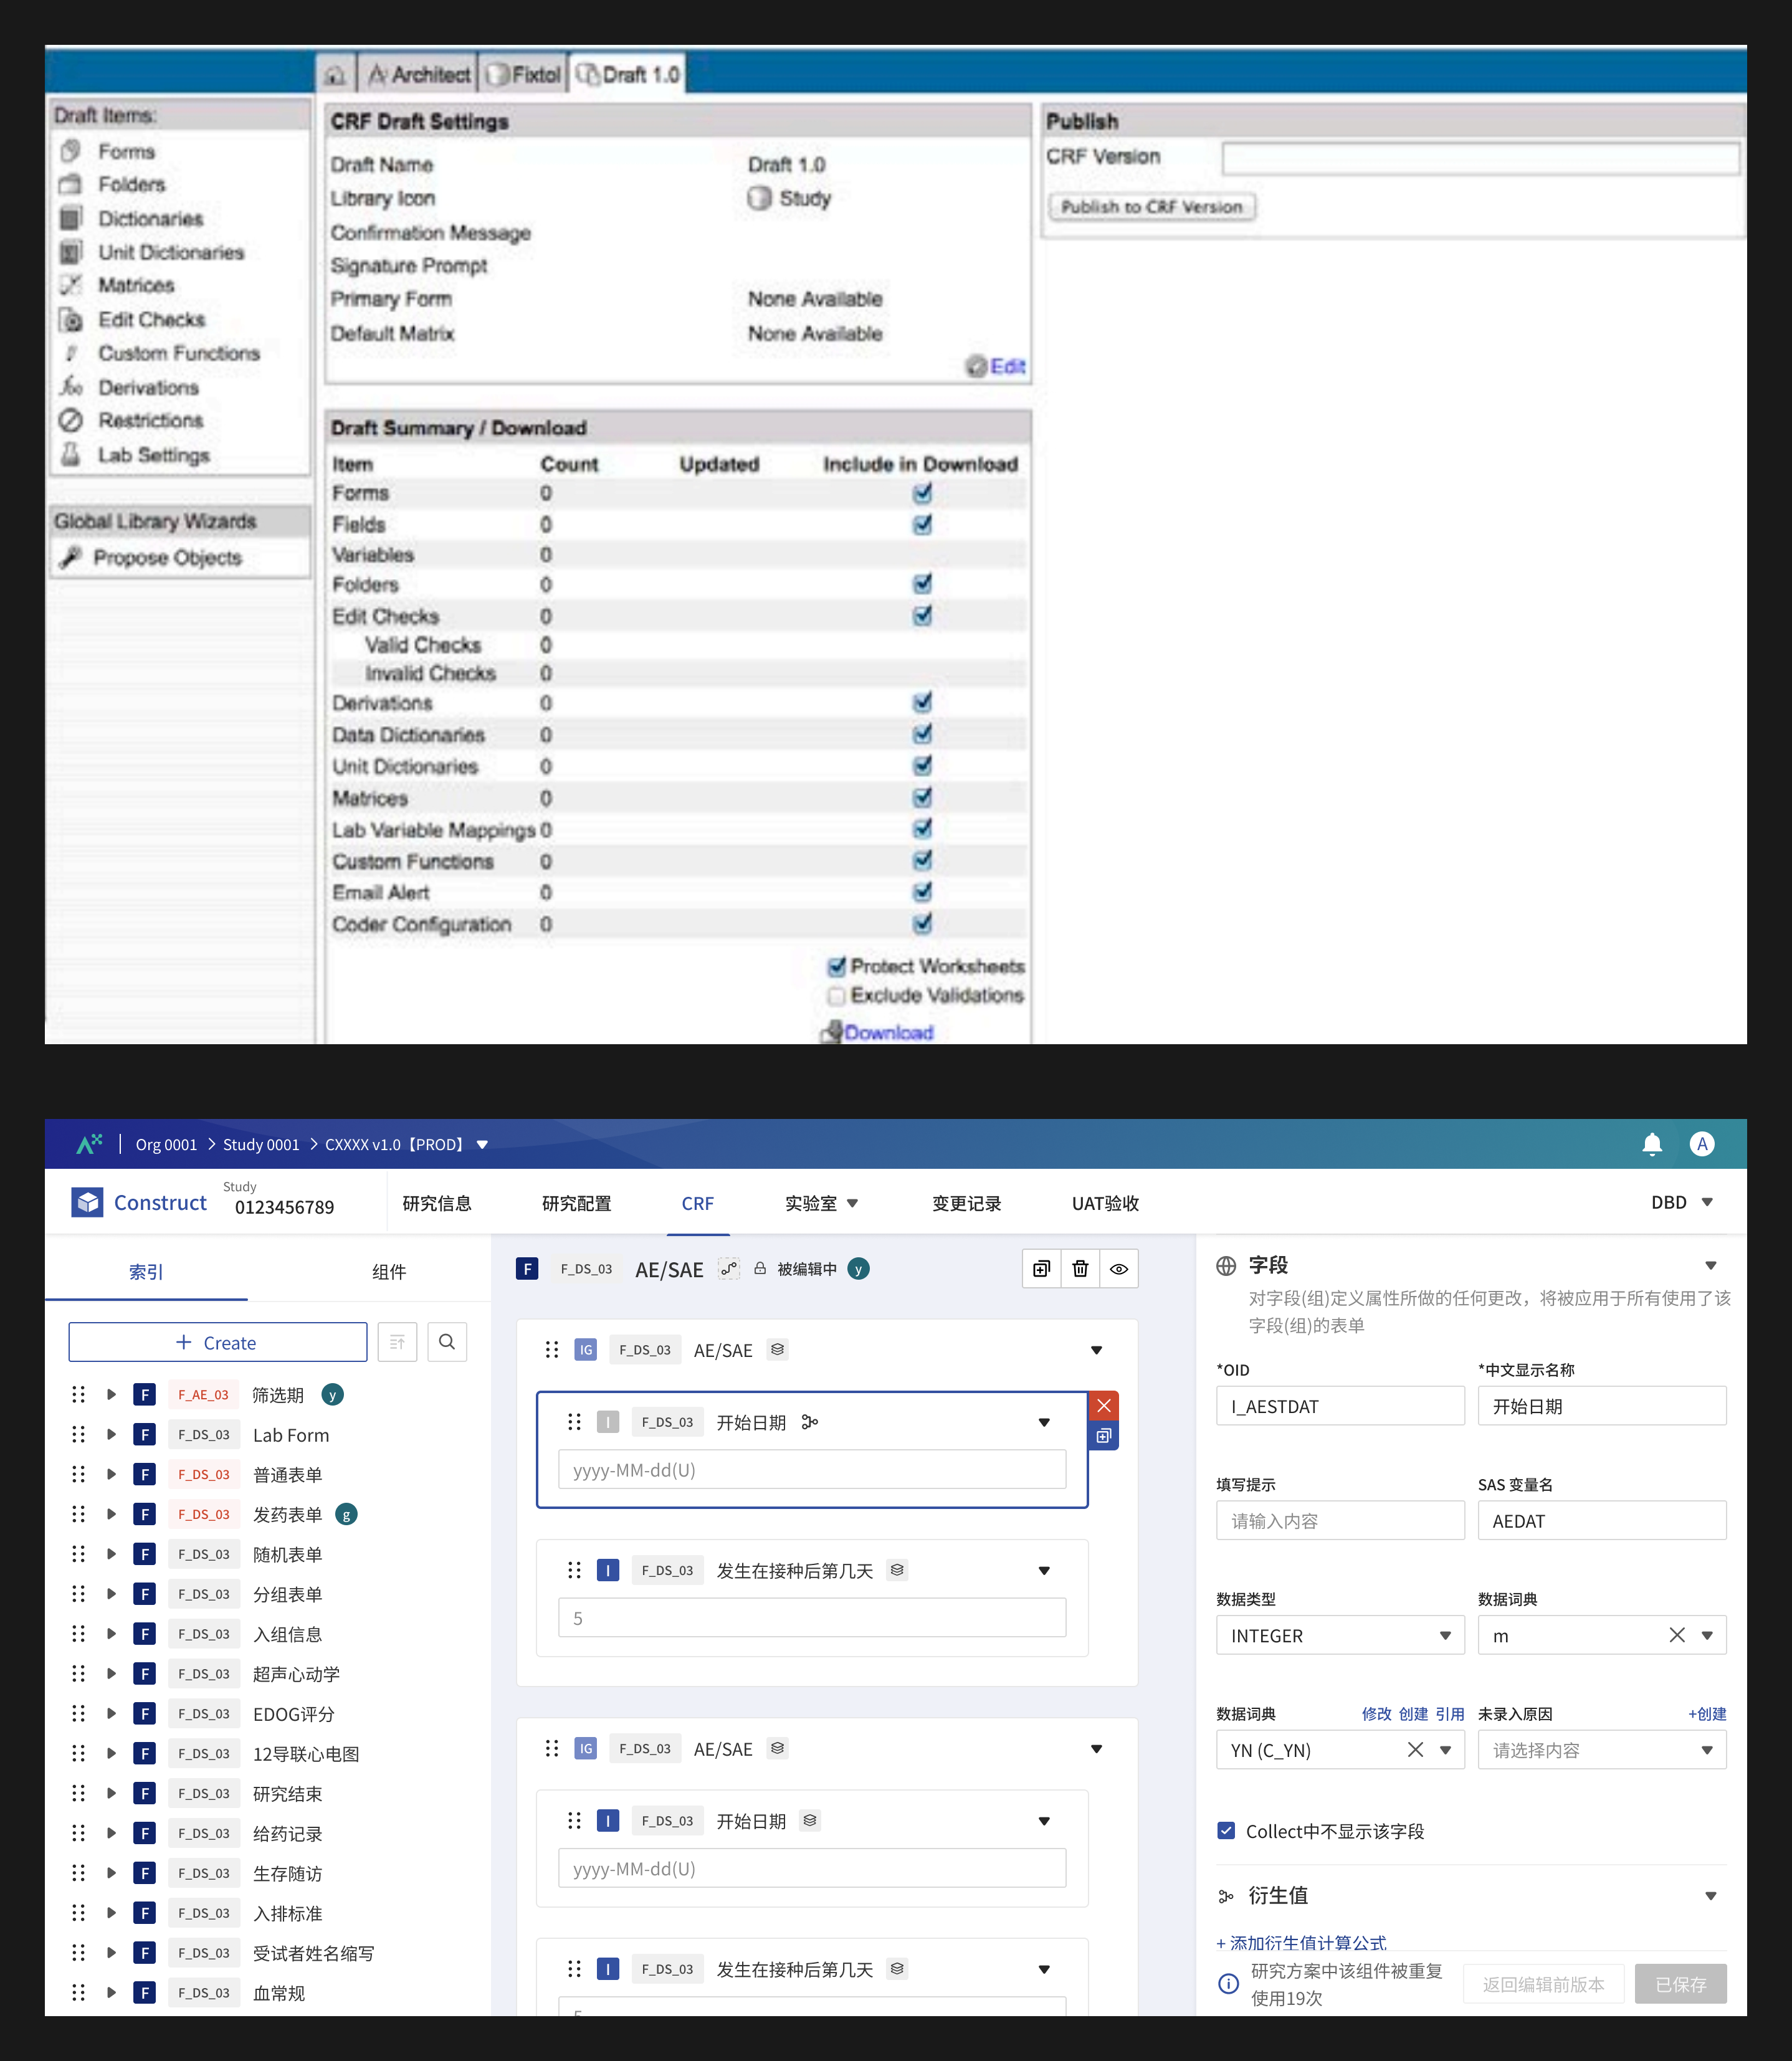 Architect
Fixtol
Draft 1.0
Draft Items:
Forms
Folders
Dictionaries
Unit Dictionaries
Matrices
Edit Checks
Custom Functions
Derivations
Restrictions
Lab Settings
Global Library Wizards
Propose Objects
CRF Draft Settings
Draft Name Draft 1.0
Library Icon Study
Confirmation Message
Signature Prompt
Primary Form None Available
Default Matrix None Available
Edit
Draft Summary / Download
Item Count Updated Include in Download
Forms 0
Fields 0
Variables 0
Folders 0
Edit Checks 0
Valid Checks 0
Invalid Checks 0
Derivations 0
Data Dictionaries 0
Unit Dictionaries 0
Matrices 0
Lab Variable Mappings 0
Custom Functions 0
Email Alert 0
Coder Configuration 0
Protect Worksheets
Exclude Validations
Download
Publish
CRF Version
Publish to CRF Version
Org 0001 > Study 0001 > CXXXX v1.0【PROD】
A
Construct
Study
0123456789
研究信息
研究配置
CRF
实验室
变更记录
UAT验收
DBD
索引
组件
+ Create
F F_AE_03 筛选期 y
F F_DS_03 Lab Form
F F_DS_03 普通表单
F F_DS_03 发药表单 g
F F_DS_03 随机表单
F F_DS_03 分组表单
F F_DS_03 入组信息
F F_DS_03 超声心动学
F F_DS_03 EDOG评分
F F_DS_03 12导联心电图
F F_DS_03 研究结束
F F_DS_03 给药记录
F F_DS_03 生存随访
F F_DS_03 入排标准
F F_DS_03 受试者姓名缩写
F F_DS_03 血常规
F F_DS_03 AE/SAE 被编辑中 y
IG F_DS_03 AE/SAE
I F_DS_03 开始日期
yyyy-MM-dd(U)
I F_DS_03 发生在接种后第几天
5
IG F_DS_03 AE/SAE
I F_DS_03 开始日期
yyyy-MM-dd(U)
I F_DS_03 发生在接种后第几天
字段
对字段(组)定义属性所做的任何更改，将被应用于所有使用了该
字段(组)的表单
*OID *中文显示名称
I_AESTDAT 开始日期
填写提示 SAS 变量名
请输入内容 AEDAT
数据类型 数据词典
INTEGER m
数据词典 修改 创建 引用 未录入原因 +创建
YN (C_YN) 请选择内容
Collect中不显示该字段
衍生值
+ 添加衍生值计算公式
研究方案中该组件被重复
使用19次
返回编辑前版本
已保存